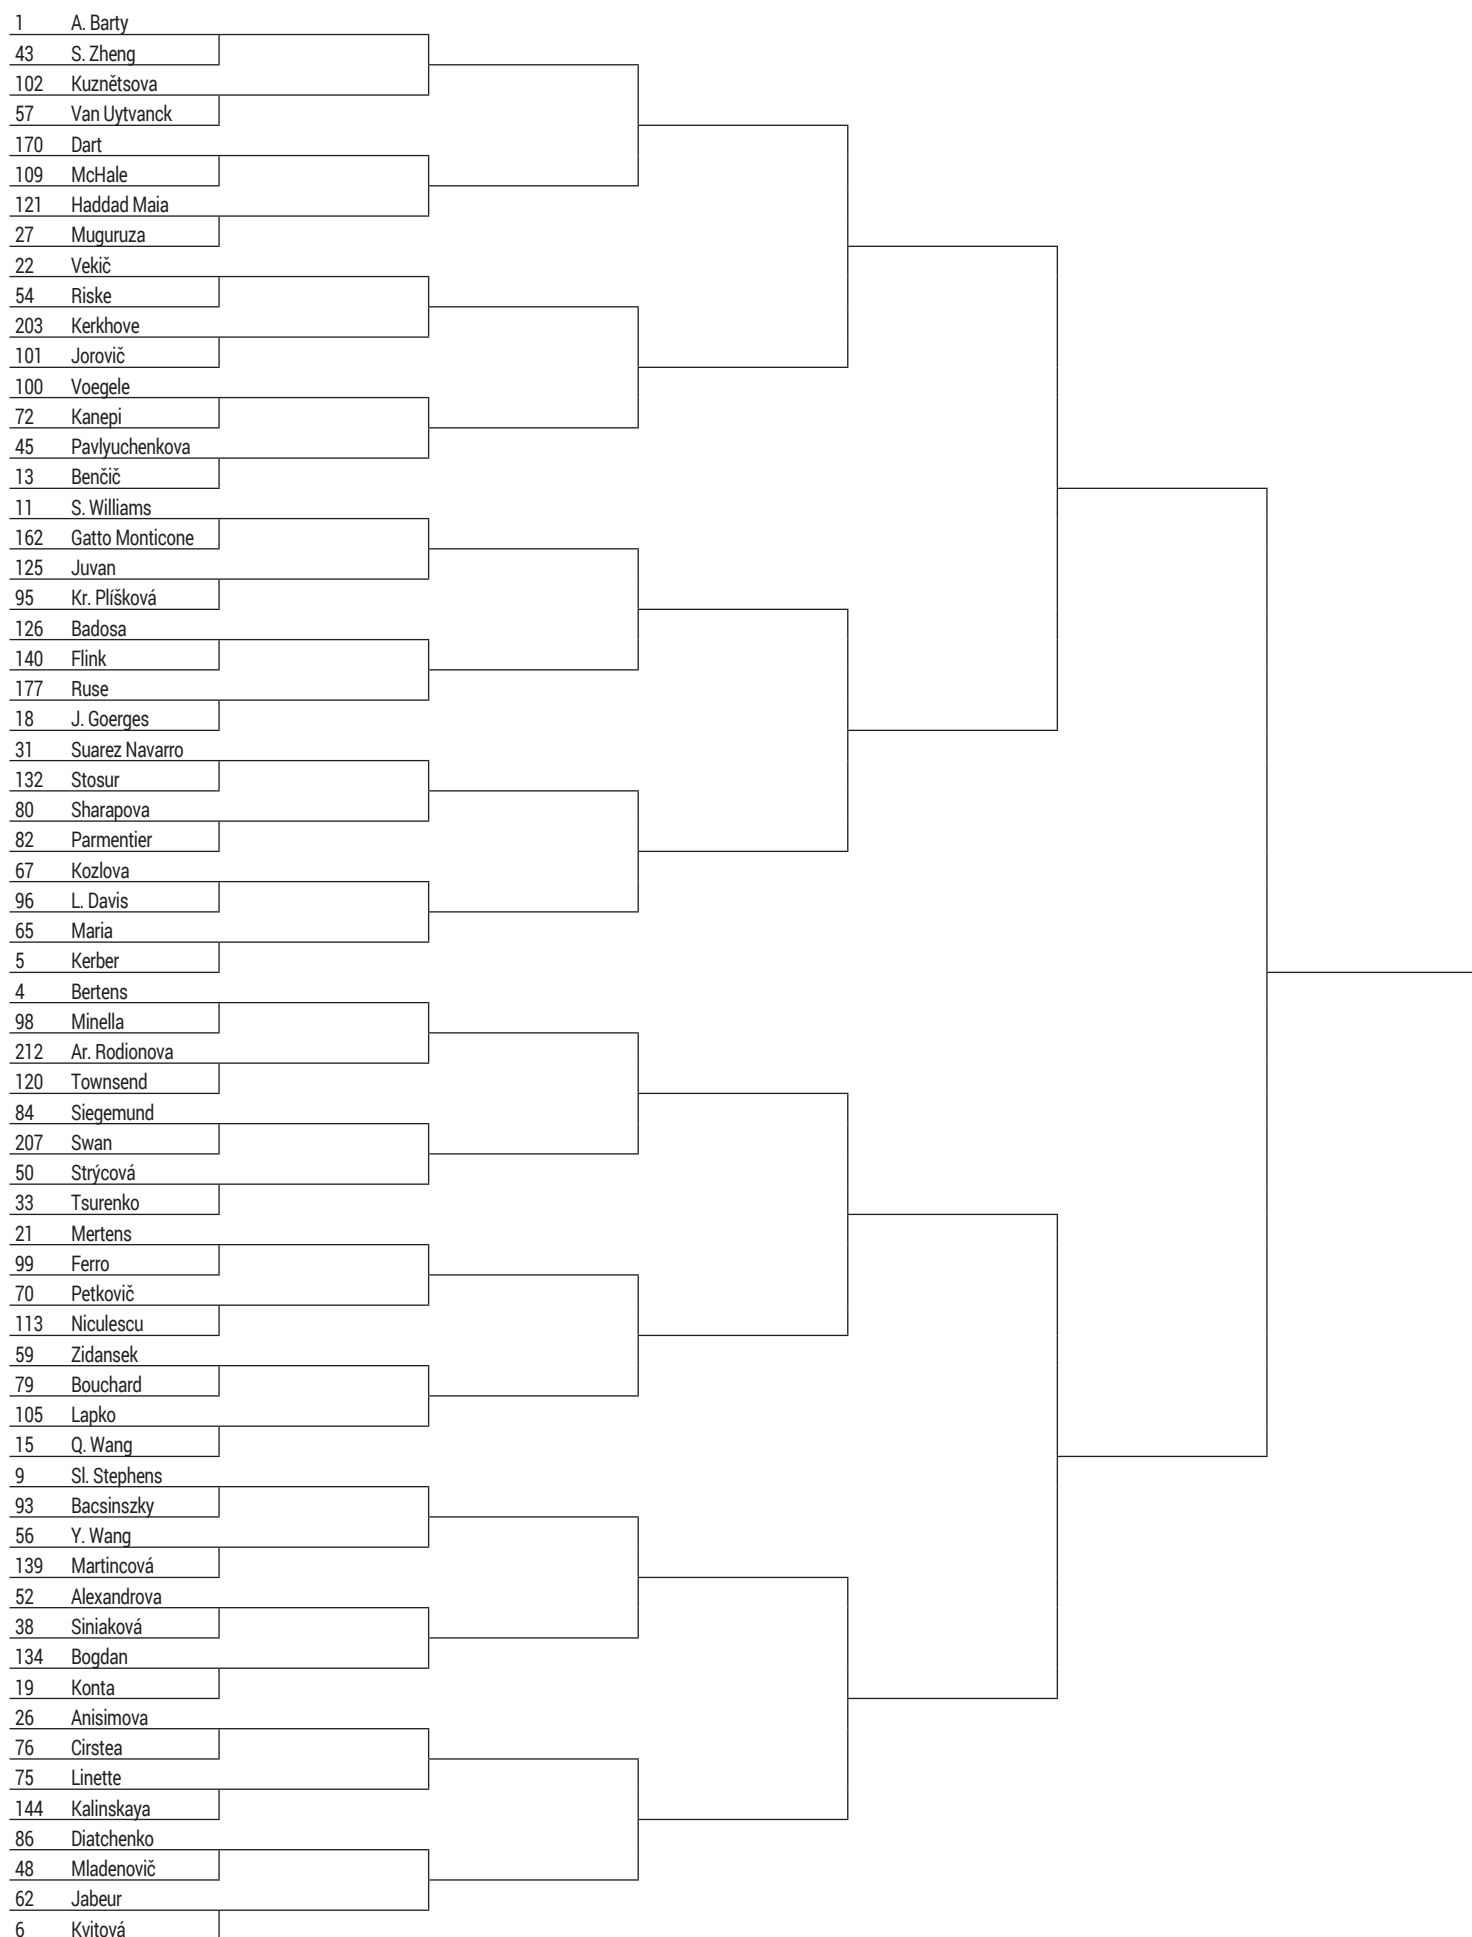 1 A. Barty
43 S. Zheng
102 Kuznětsova
57 Van Uytvanck
170 Dart
109 McHale
121 Haddad Maia
27 Muguruza
22 Vekič
54 Riske
203 Kerkhove
101 Jorovič
100 Voegele
72 Kanepi
45 Pavlyuchenkova
13 Benčič
11 S. Williams
162 Gatto Monticone
125 Juvan
95 Kr. Plíšková
126 Badosa
140 Flink
177 Ruse
18 J. Goerges
31 Suarez Navarro
132 Stosur
80 Sharapova
82 Parmentier
67 Kozlova
96 L. Davis
65 Maria
5 Kerber
4 Bertens
98 Minella
212 Ar. Rodionova
120 Townsend
84 Siegemund
207 Swan
50 Strýcová
33 Tsurenko
21 Mertens
99 Ferro
70 Petkovič
113 Niculescu
59 Zidansek
79 Bouchard
105 Lapko
15 Q. Wang
9 Sl. Stephens
93 Bacsinszky
56 Y. Wang
139 Martincová
52 Alexandrova
38 Siniaková
134 Bogdan
19 Konta
26 Anisimova
76 Cirstea
75 Linette
144 Kalinskaya
86 Diatchenko
48 Mladenovič
62 Jabeur
6 Kvitová